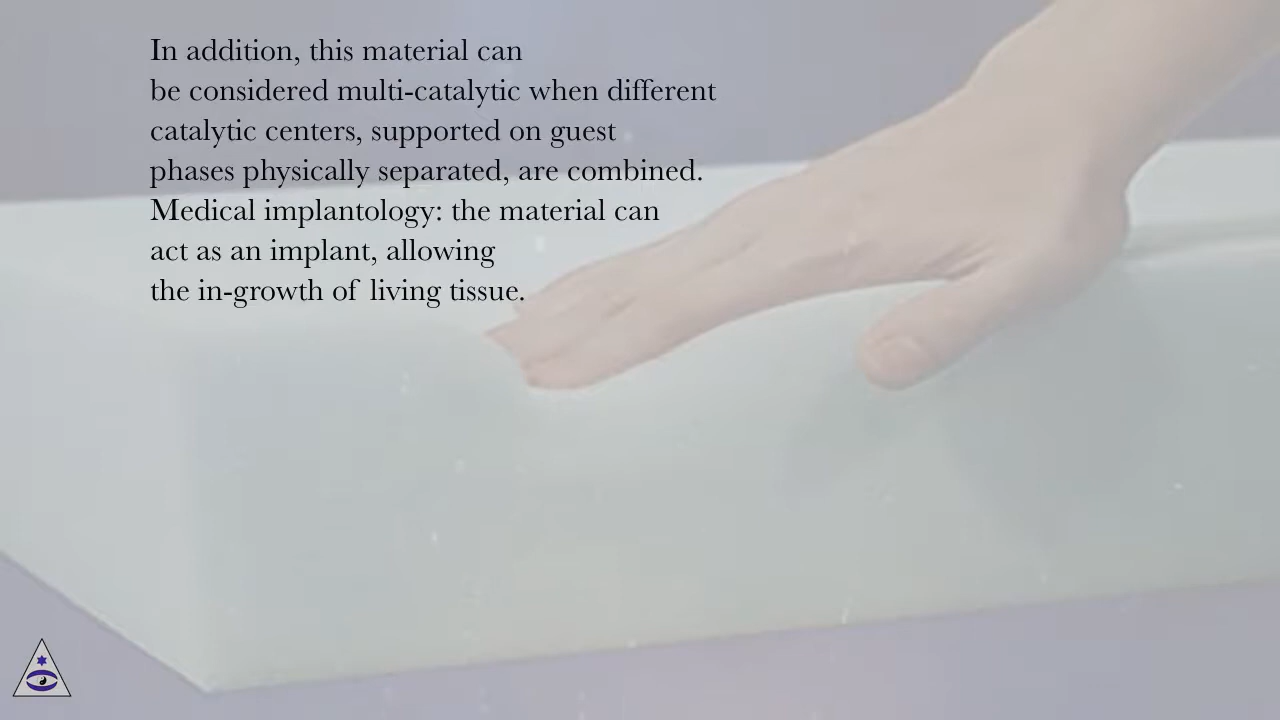 In addition, this material can
be considered multi-catalytic when different
catalytic centers, supported on guest
phases physically separated, are combined.
Medical implantology: the material can
act as an implant, allowing
the in-growth of living tissue.